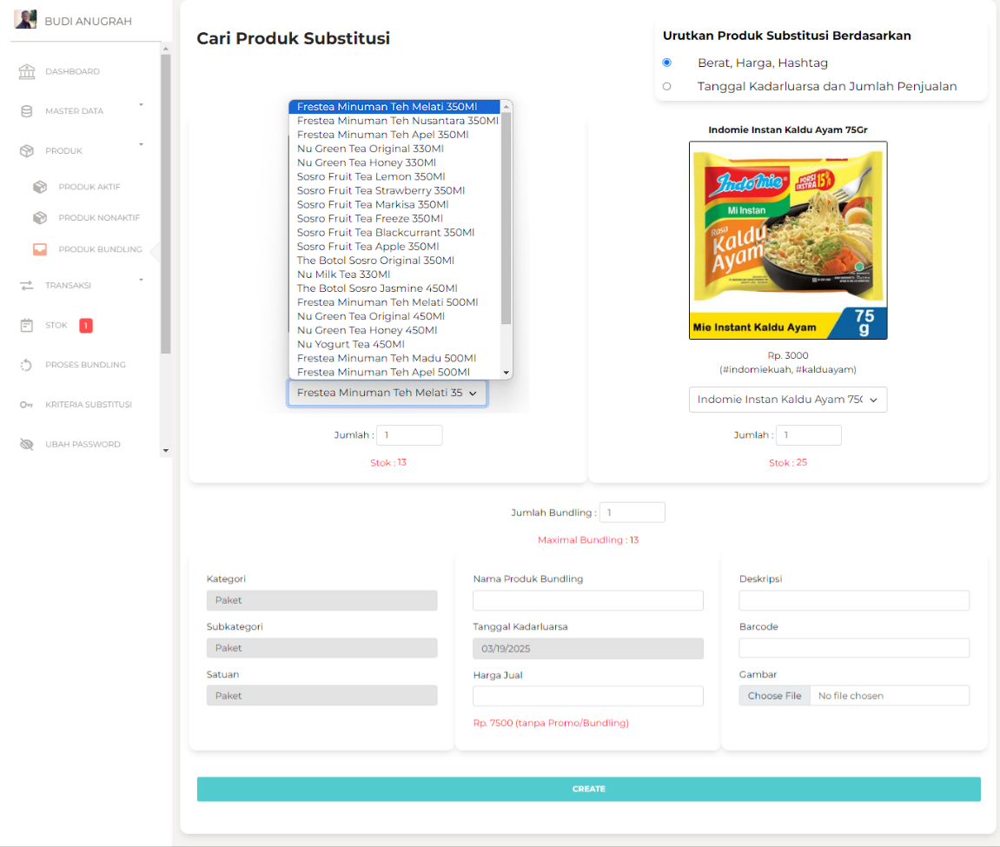 BUDI ANUGRAH
DASHBOARD
MASTER DATA
PRODUK
PRODUK AKTIF
PRODUK NONAKTIF
PRODUK BUNDLING
TRANSAKSI
STOK 1
PROSES BUNDLING
KRITERIA SUBSTITUSI
UBAH PASSWORD
Cari Produk Substitusi
Urutkan Produk Substitusi Berdasarkan
Berat, Harga, Hashtag
Tanggal Kadarluarsa dan Jumlah Penjualan
Frestea Minuman Teh Melati 350Ml
Frestea Minuman Teh Nusantara 350Ml
Frestea Minuman Teh Apel 350Ml
Nu Green Tea Original 330Ml
Nu Green Tea Honey 330Ml
Sosro Fruit Tea Lemon 350Ml
Sosro Fruit Tea Strawberry 350Ml
Sosro Fruit Tea Markisa 350Ml
Sosro Fruit Tea Freeze 350Ml
Sosro Fruit Tea Blackcurrant 350Ml
Sosro Fruit Tea Apple 350Ml
The Botol Sosro Original 350Ml
Nu Milk Tea 330Ml
The Botol Sosro Jasmine 450Ml
Frestea Minuman Teh Melati 500Ml
Nu Green Tea Original 450Ml
Nu Green Tea Honey 450Ml
Nu Yogurt Tea 450Ml
Frestea Minuman Teh Madu 500Ml
Frestea Minuman Teh Apel 500Ml
Frestea Minuman Teh Melati 35
Jumlah : 1
Stok : 13
Indomie Instan Kaldu Ayam 75Gr
Indomie
PORSI
EKSTRA 15%
Mi Instan
Rasa
Kaldu
Ayam
Mie Instant Kaldu Ayam
75
g
Rp. 3000
(#indomiekuah, #kalduayam)
Indomie Instan Kaldu Ayam 75G
Jumlah : 1
Stok : 25
Jumlah Bundling : 1
Maximal Bundling : 13
Kategori
Paket
Subkategori
Paket
Satuan
Paket
Nama Produk Bundling
Tanggal Kadarluarsa
03/19/2025
Harga Jual
Rp. 7500 (tanpa Promo/Bundling)
Deskripsi
Barcode
Gambar
Choose File No file chosen
CREATE